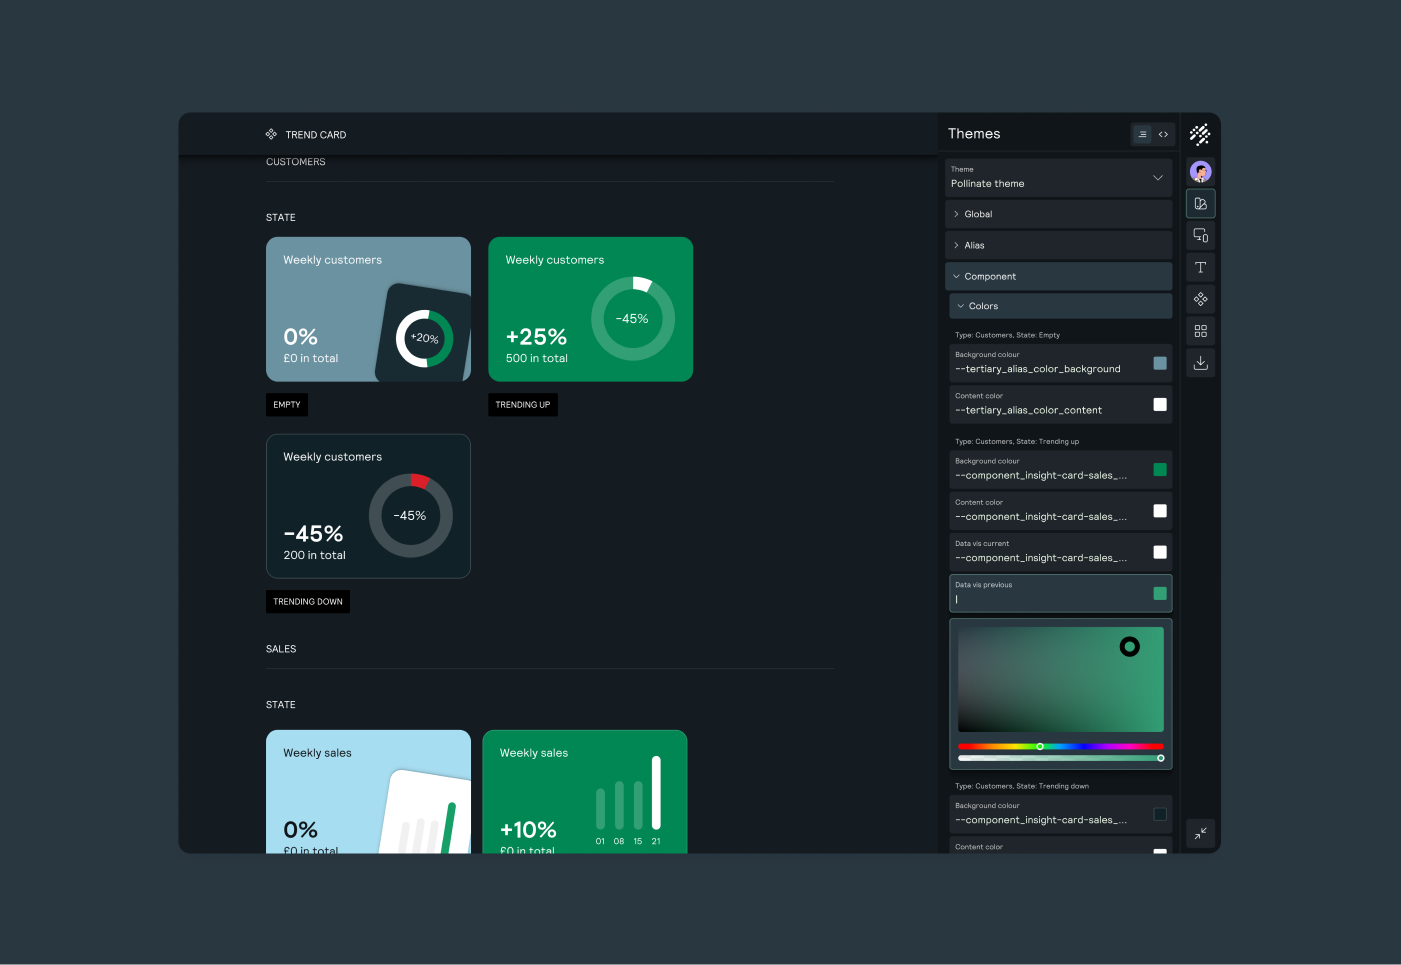 TREND CARD
CUSTOMERS
STATE
Weekly customers
+20%
0%
£0 in total
EMPTY
Weekly customers
-45%
+25%
500 in total
TRENDING UP
Weekly customers
-45%
-45%
200 in total
TRENDING DOWN
SALES
STATE
Weekly sales
0%
£0 in total
Weekly sales
+10%
£0 in total
01 08 15 21
Themes
Theme
Pollinate theme
Global
Alias
Component
Colors
Type: Customers, State: Empty
Background colour
--tertiary_alias_color_background
Content color
--tertiary_alias_color_content
Type: Customers, State: Trending up
Background colour
--component_insight-card-sales_...
Content color
--component_insight-card-sales_...
Data vis current
--component_insight-card-sales_...
Data vis previous
Type: Customers, State: Trending down
Background colour
--component_insight-card-sales_...
Content color